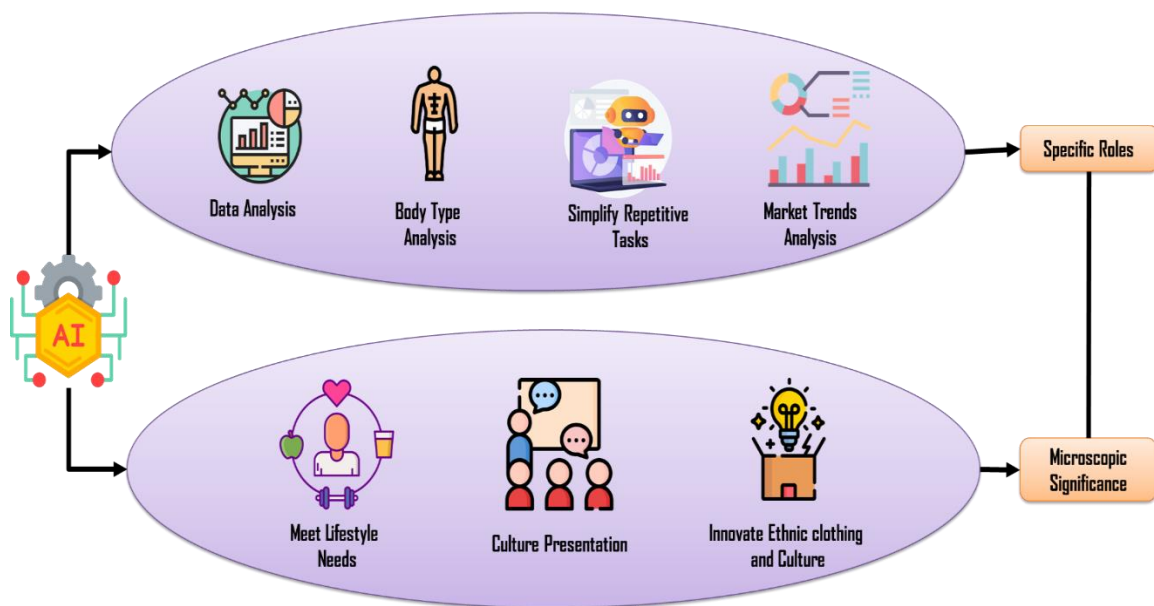 Data Analysis
Body Type
Analysis
Simplify Repetitive
Tasks
Market Trends
Analysis
Specific Roles
AI
Meet Lifestyle
Needs
Culture Presentation
Innovate Ethnic clothing
and Culture
Microscopic
Significance